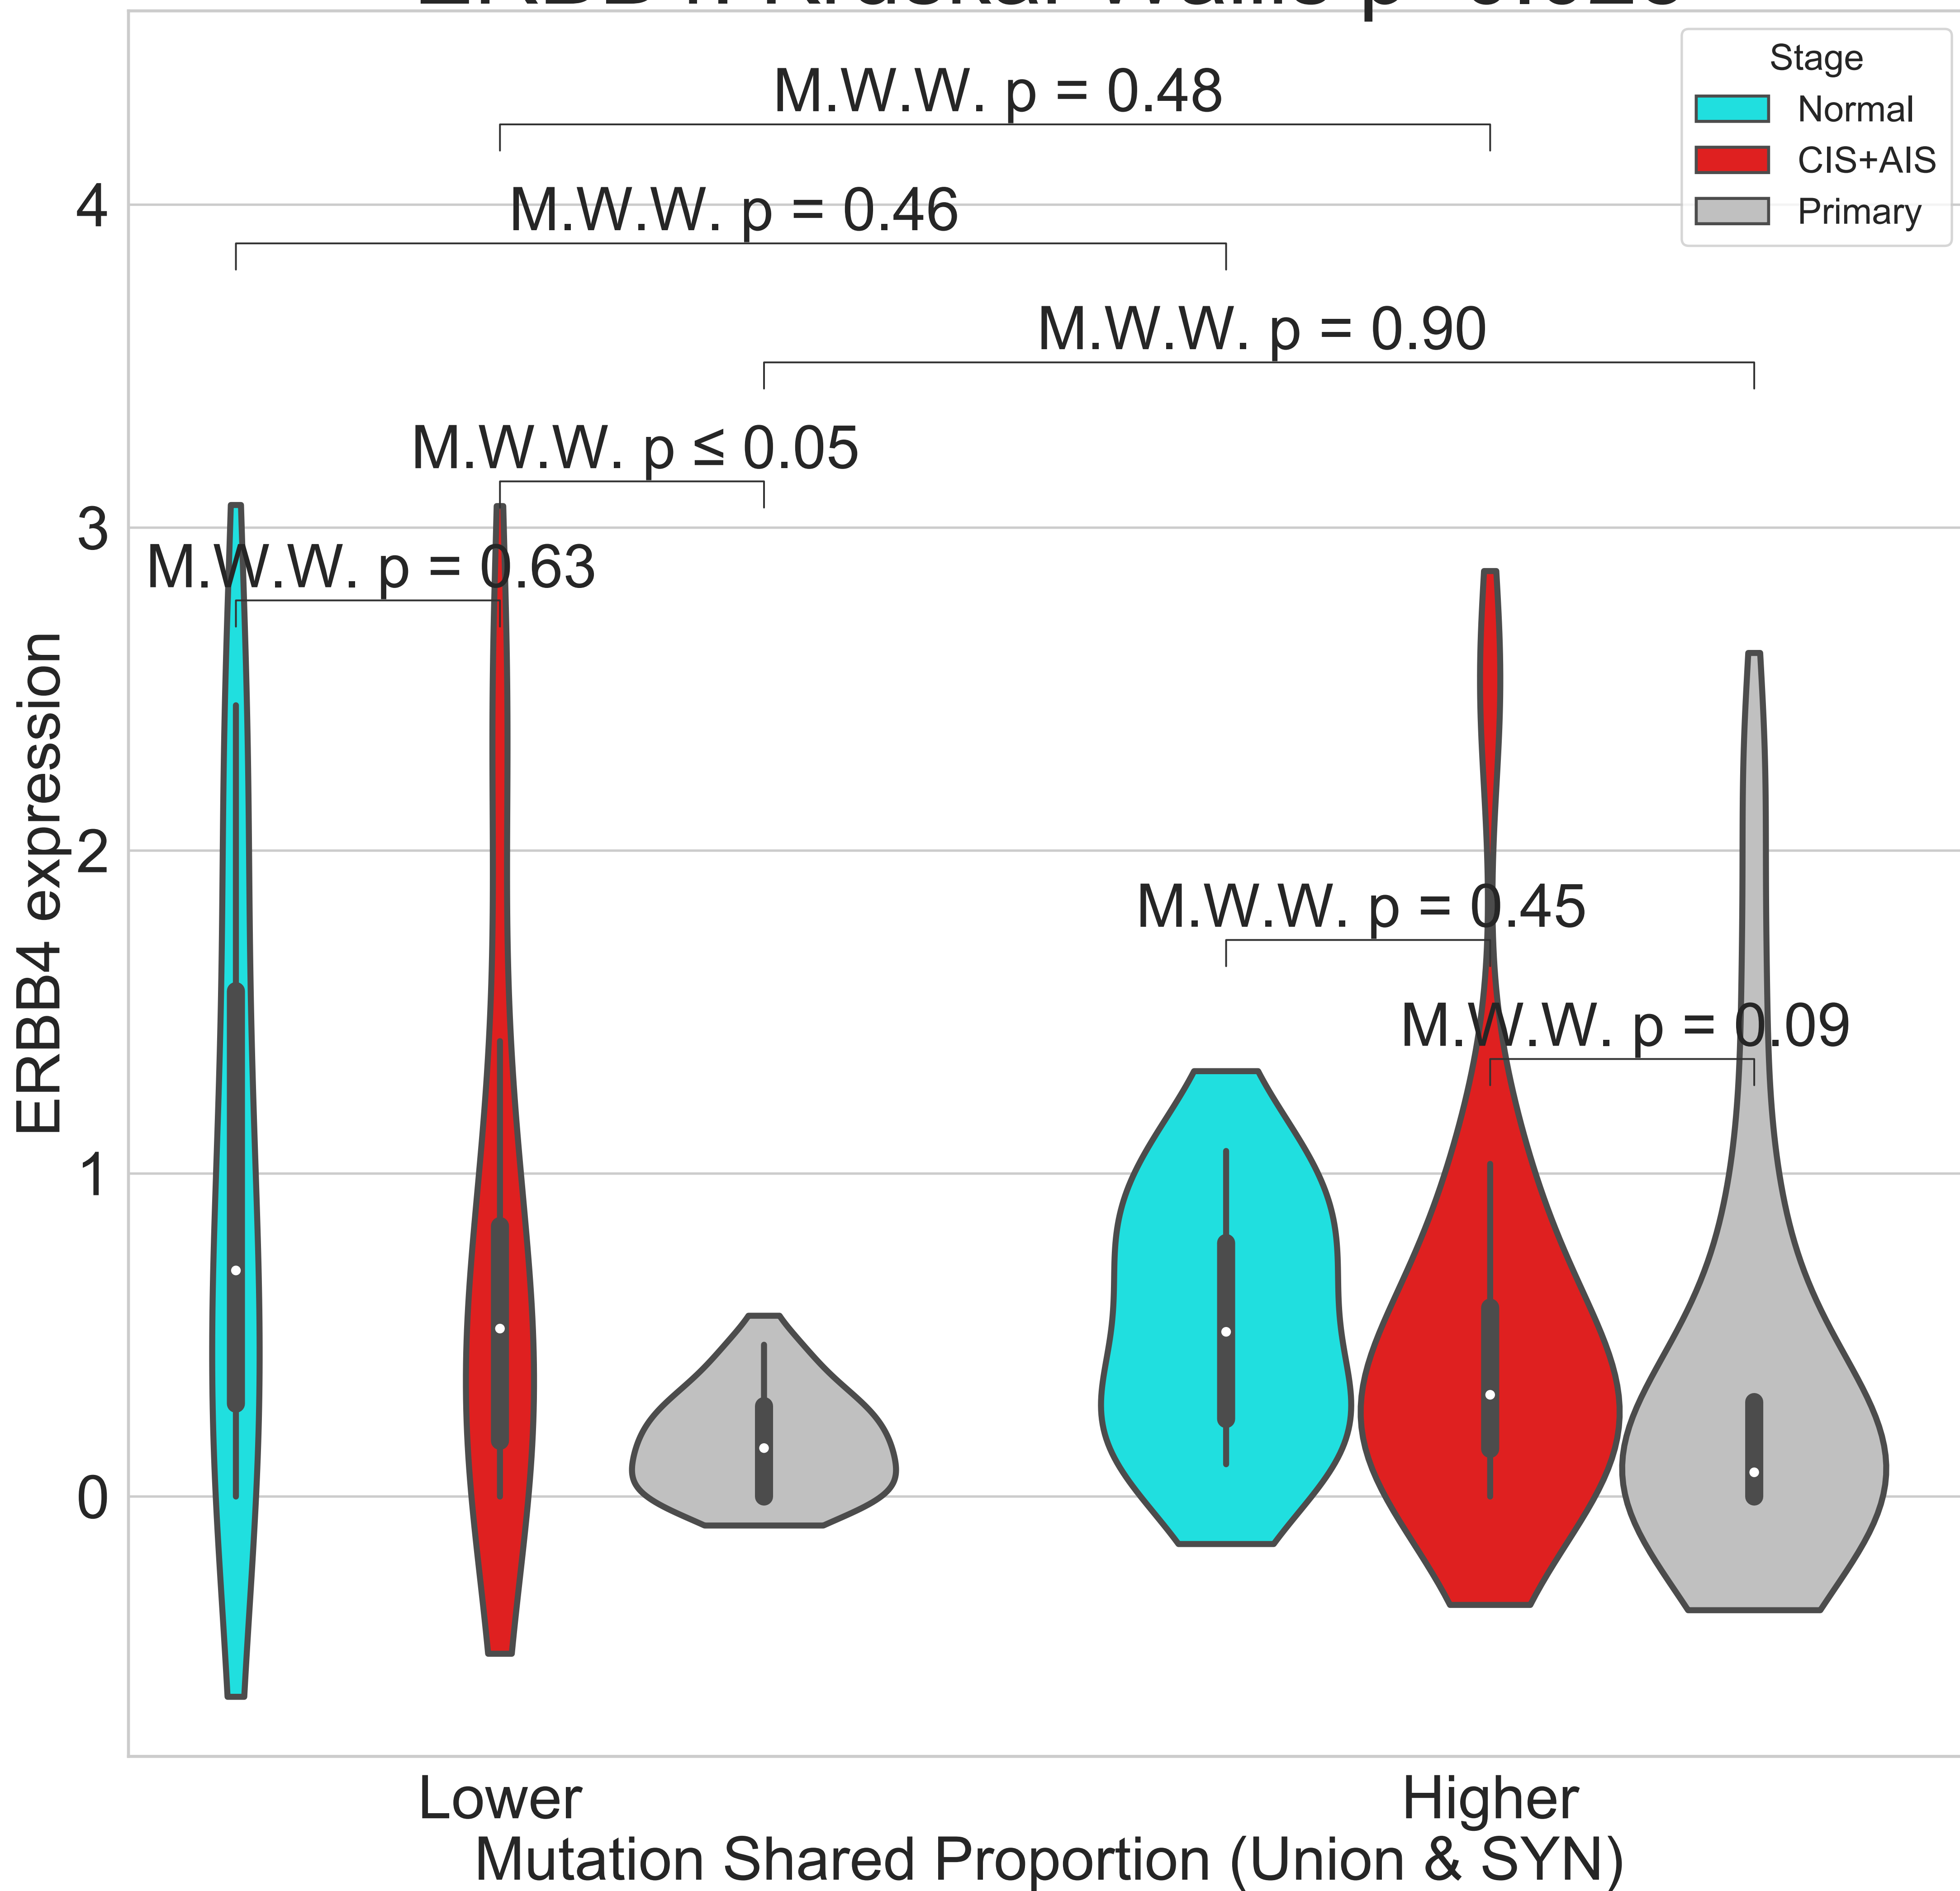 Stage
Normal
CIS+AIS
Primary
M.W.W. p = 0.48
M.W.W. p = 0.46
M.W.W. p = 0.90
M.W.W. p ≤ 0.05
M.W.W. p = 0.63
M.W.W. p = 0.45
M.W.W. p = 0.09
4
3
2
1
0
ERBB4 expression
Lower
Higher
Mutation Shared Proportion (Union & SYN)